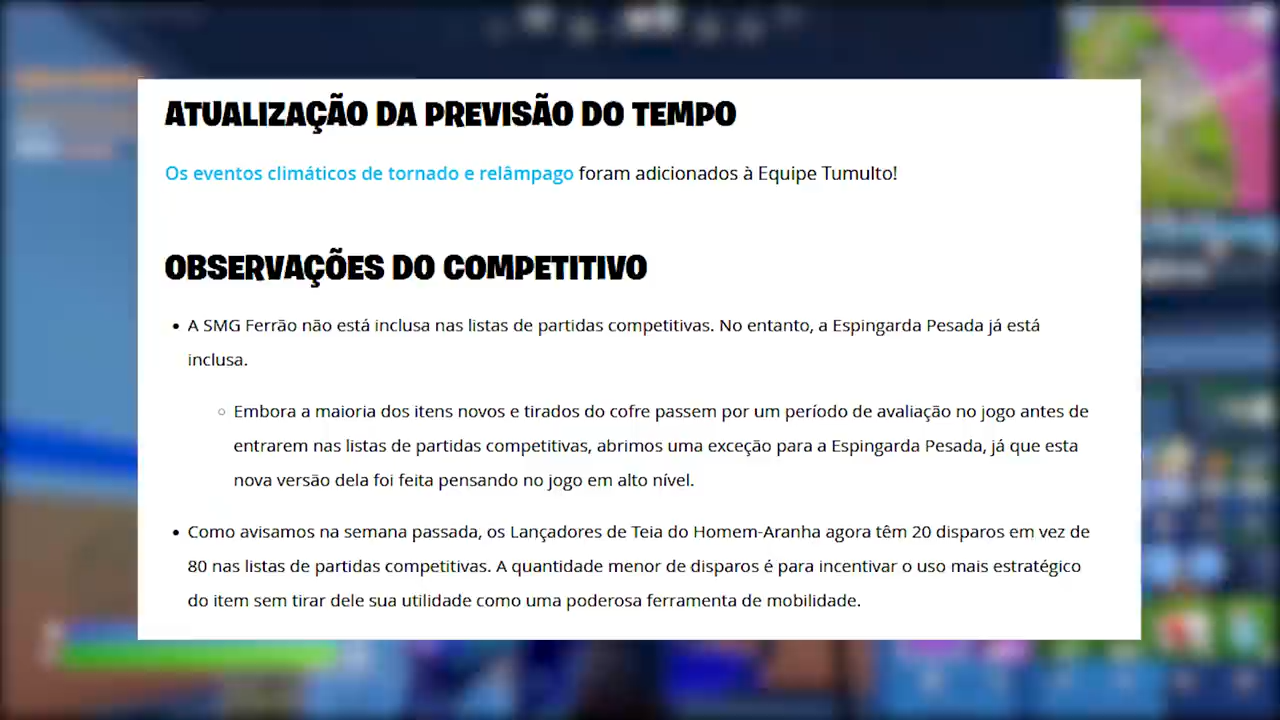 ATUALIZAÇÃO DA PREVISÃO DO TEMPO
Os eventos climáticos de tornado e relâmpago foram adicionados à Equipe Tumulto!
OBSERVAÇÕES DO COMPETITIVO
• A SMG Ferrão não está inclusa nas listas de partidas competitivas. No entanto, a Espingarda Pesada já está
inclusa.
○ Embora a maioria dos itens novos e tirados do cofre passem por um período de avaliação no jogo antes de
entrarem nas listas de partidas competitivas, abrimos uma exceção para a Espingarda Pesada, já que esta
nova versão dela foi feita pensando no jogo em alto nível.
• Como avisamos na semana passada, os Lançadores de Teia do Homem-Aranha agora têm 20 disparos em vez de
80 nas listas de partidas competitivas. A quantidade menor de disparos é para incentivar o uso mais estratégico
do item sem tirar dele sua utilidade como uma poderosa ferramenta de mobilidade.